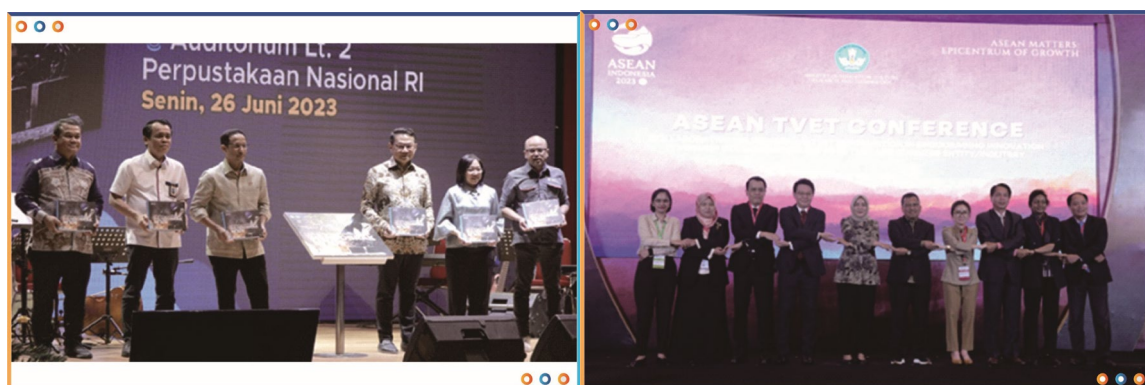 Auditorium Lt. 2
Perpustakaan Nasional RI
Senin, 26 Juni 2023
ASEAN
INDONESIA
2023
ASEAN MATTERS:
EPICENTRUM OF GROWTH
ASEAN TVET CONFERENCE